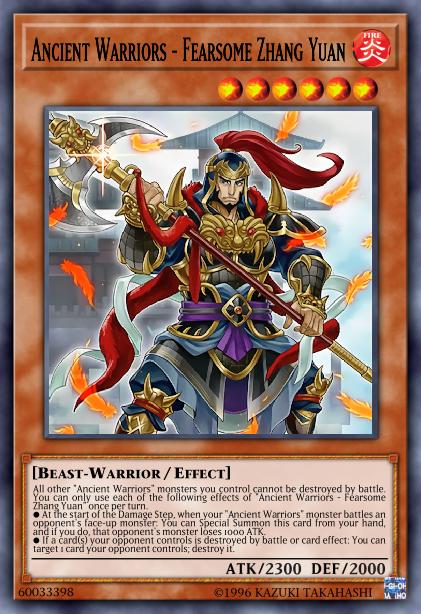 Ancient Warriors - Fearsome Zhang Yuan
FIRE
炎
[Beast-Warrior / Effect]
All other "Ancient Warriors" monsters you control cannot be destroyed by battle.
You can only use each of the following effects of "Ancient Warriors - Fearsome
Zhang Yuan" once per turn.
● At the start of the Damage Step, when your "Ancient Warriors" monster battles an
opponent's face-up monster: You can Special Summon this card from your hand,
and if you do, that opponent's monster loses 1000 ATK.
● If a card(s) your opponent controls is destroyed by battle or card effect: You can
target 1 card your opponent controls; destroy it.
ATK/2300 DEF/2000
60033398
©1996 KAZUKI TAKAHASHI